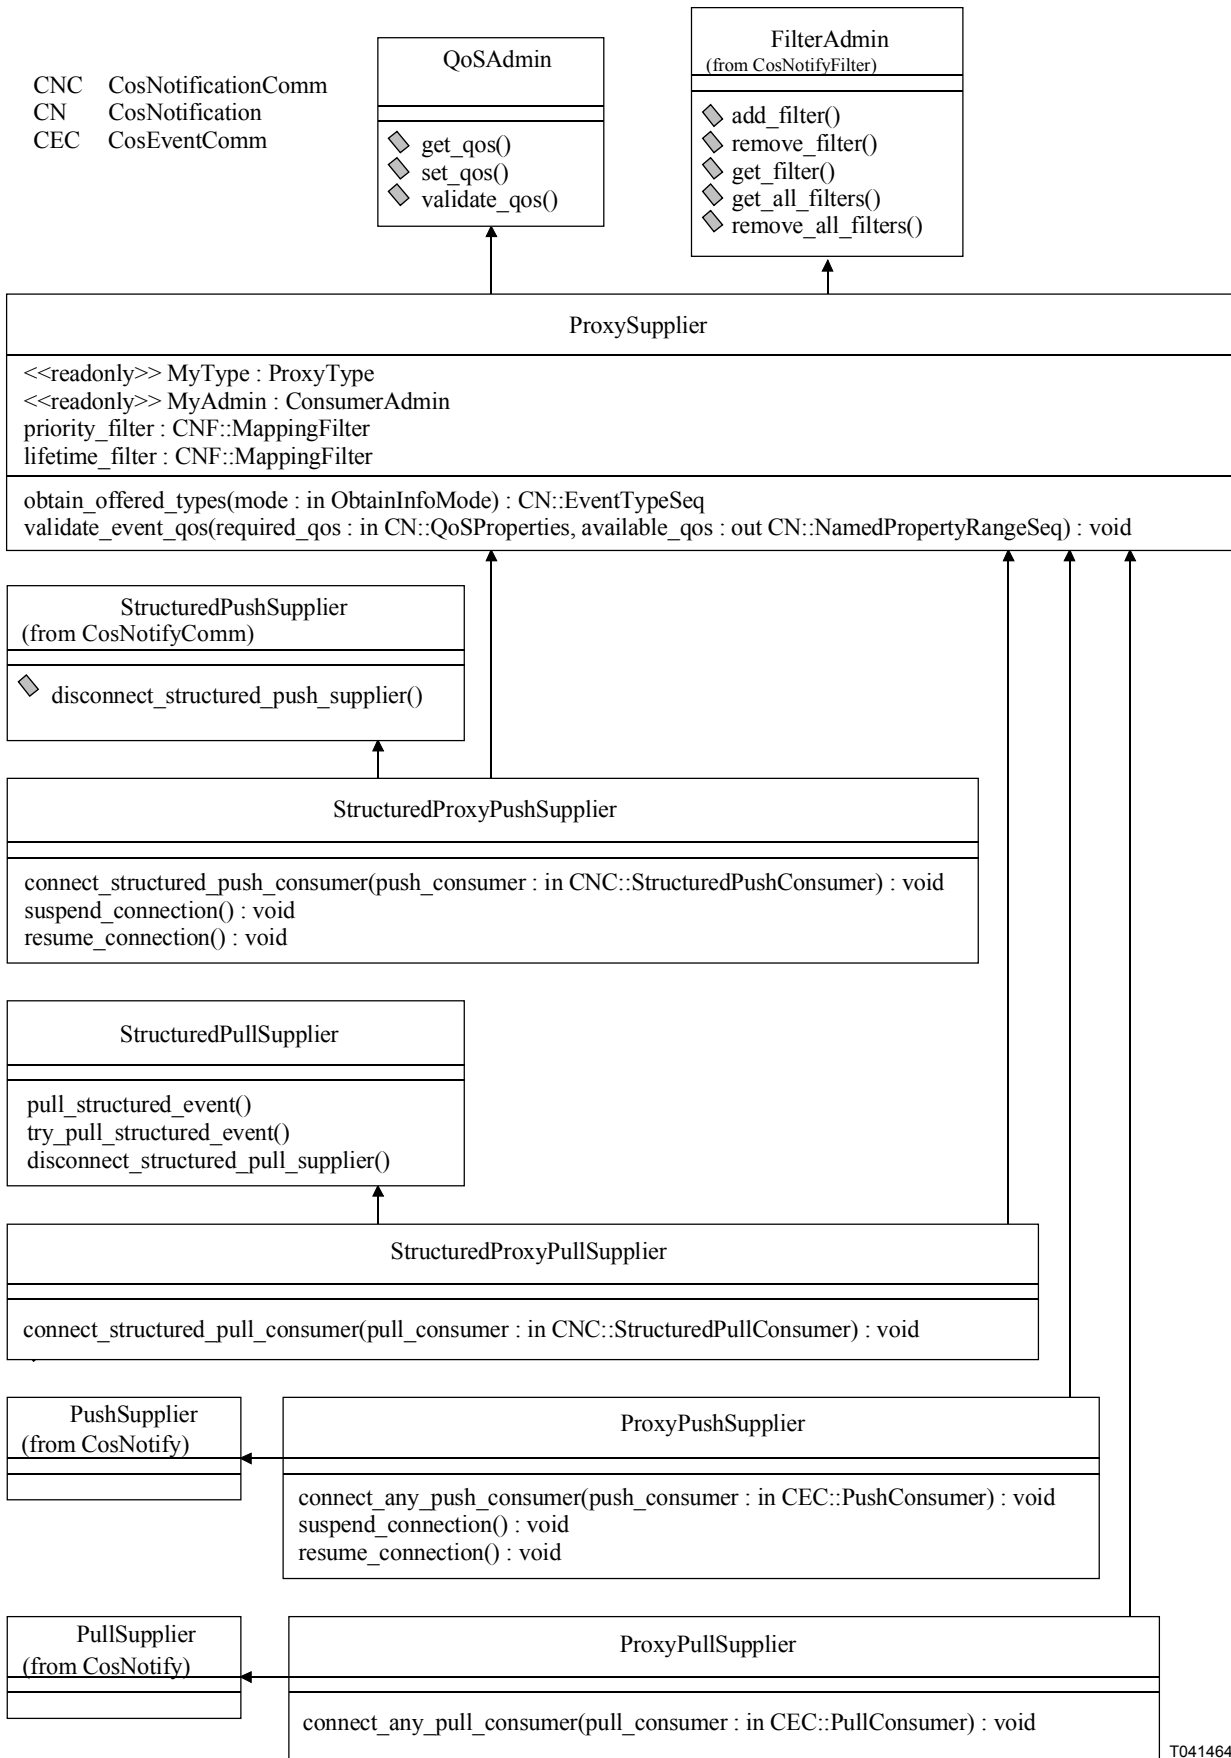 CNC CosNotificationComm
CN CosNotification
CEC CosEventComm
QoSAdmin
get_qos()
set_qos()
validate_qos()
FilterAdmin
(from CosNotifyFilter)
add_filter()
remove_filter()
get_filter()
get_all_filters()
remove_all_filters()
ProxySupplier
<<readonly>> MyType : ProxyType
<<readonly>> MyAdmin : ConsumerAdmin
priority_filter : CNF::MappingFilter
lifetime_filter : CNF::MappingFilter
obtain_offered_types(mode : in ObtainInfoMode) : CN::EventTypeSeq
validate_event_qos(required_qos : in CN::QoSProperties, available_qos : out CN::NamedPropertyRangeSeq) : void
StructuredPushSupplier
(from CosNotifyComm)
disconnect_structured_push_supplier()
StructuredProxyPushSupplier
connect_structured_push_consumer(push_consumer : in CNC::StructuredPushConsumer) : void
suspend_connection() : void
resume_connection() : void
StructuredPullSupplier
pull_structured_event()
try_pull_structured_event()
disconnect_structured_pull_supplier()
StructuredProxyPullSupplier
connect_structured_pull_consumer(pull_consumer : in CNC::StructuredPullConsumer) : void
PushSupplier
(from CosNotify)
ProxyPushSupplier
connect_any_push_consumer(push_consumer : in CEC::PushConsumer) : void
suspend_connection() : void
resume_connection() : void
PullSupplier
(from CosNotify)
ProxyPullSupplier
connect_any_pull_consumer(pull_consumer : in CEC::PullConsumer) : void
T041464